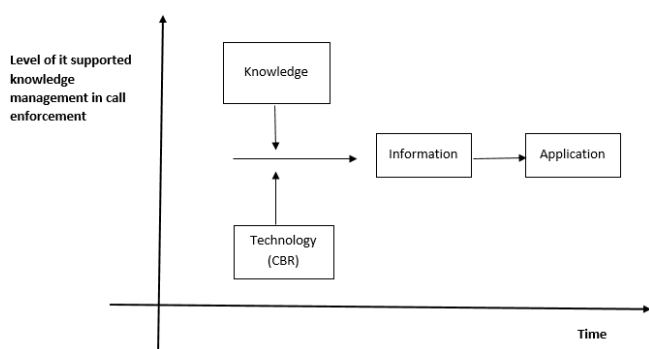 Level of it supported
knowledge
management in call
enforcement
Knowledge
Information
Application
Technology
(CBR)
Time